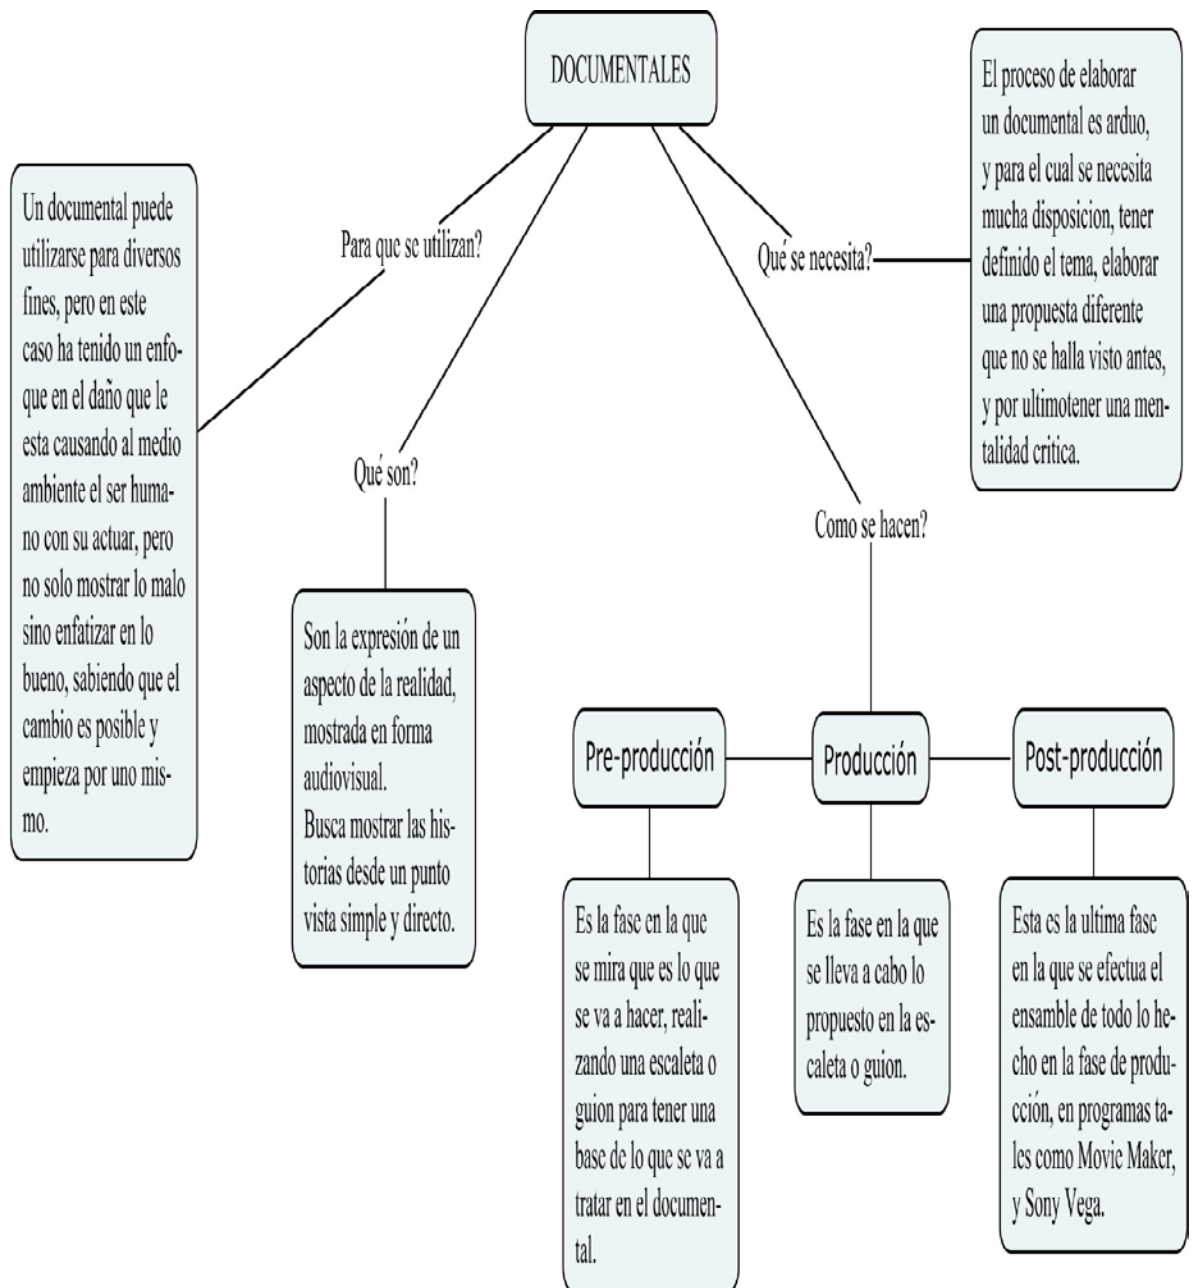 DOCUMENTALES
El proceso de elaborar
un documental es arduo,
y para el cual se necesita
mucha disposicion, tener
definido el tema, elaborar
una propuesta diferente
que no se halla visto antes,
y por ultimotener una men-
talidad critica.
Un documental puede
utilizarse para diversos
fines, pero en este
caso ha tenido un enfo-
que en el daño que le
esta causando al medio
ambiente el ser huma-
no con su actuar, pero
no solo mostrar lo malo
sino enfatizar en lo
bueno, sabiendo que el
cambio es posible y
empieza por uno mis-
mo.
Para que se utilizan?
Qué se necesita?
Qué son?
Como se hacen?
Son la expresión de un
aspecto de la realidad,
mostrada en forma
audiovisual.
Busca mostrar las his-
torias desde un punto
vista simple y directo.
Pre-producción
Producción
Post-producción
Es la fase en la que
se mira que es lo que
se va a hacer, reali-
zando una escaleta o
guion para tener una
base de lo que se va a
tratar en el documen-
tal.
Es la fase en la que
se lleva a cabo lo
propuesto en la es-
caleta o guion.
Esta es la ultima fase
en la que se efectua el
ensamble de todo lo he-
cho en la fase de produ-
cción, en programas ta-
les como Movie Maker,
y Sony Vega.